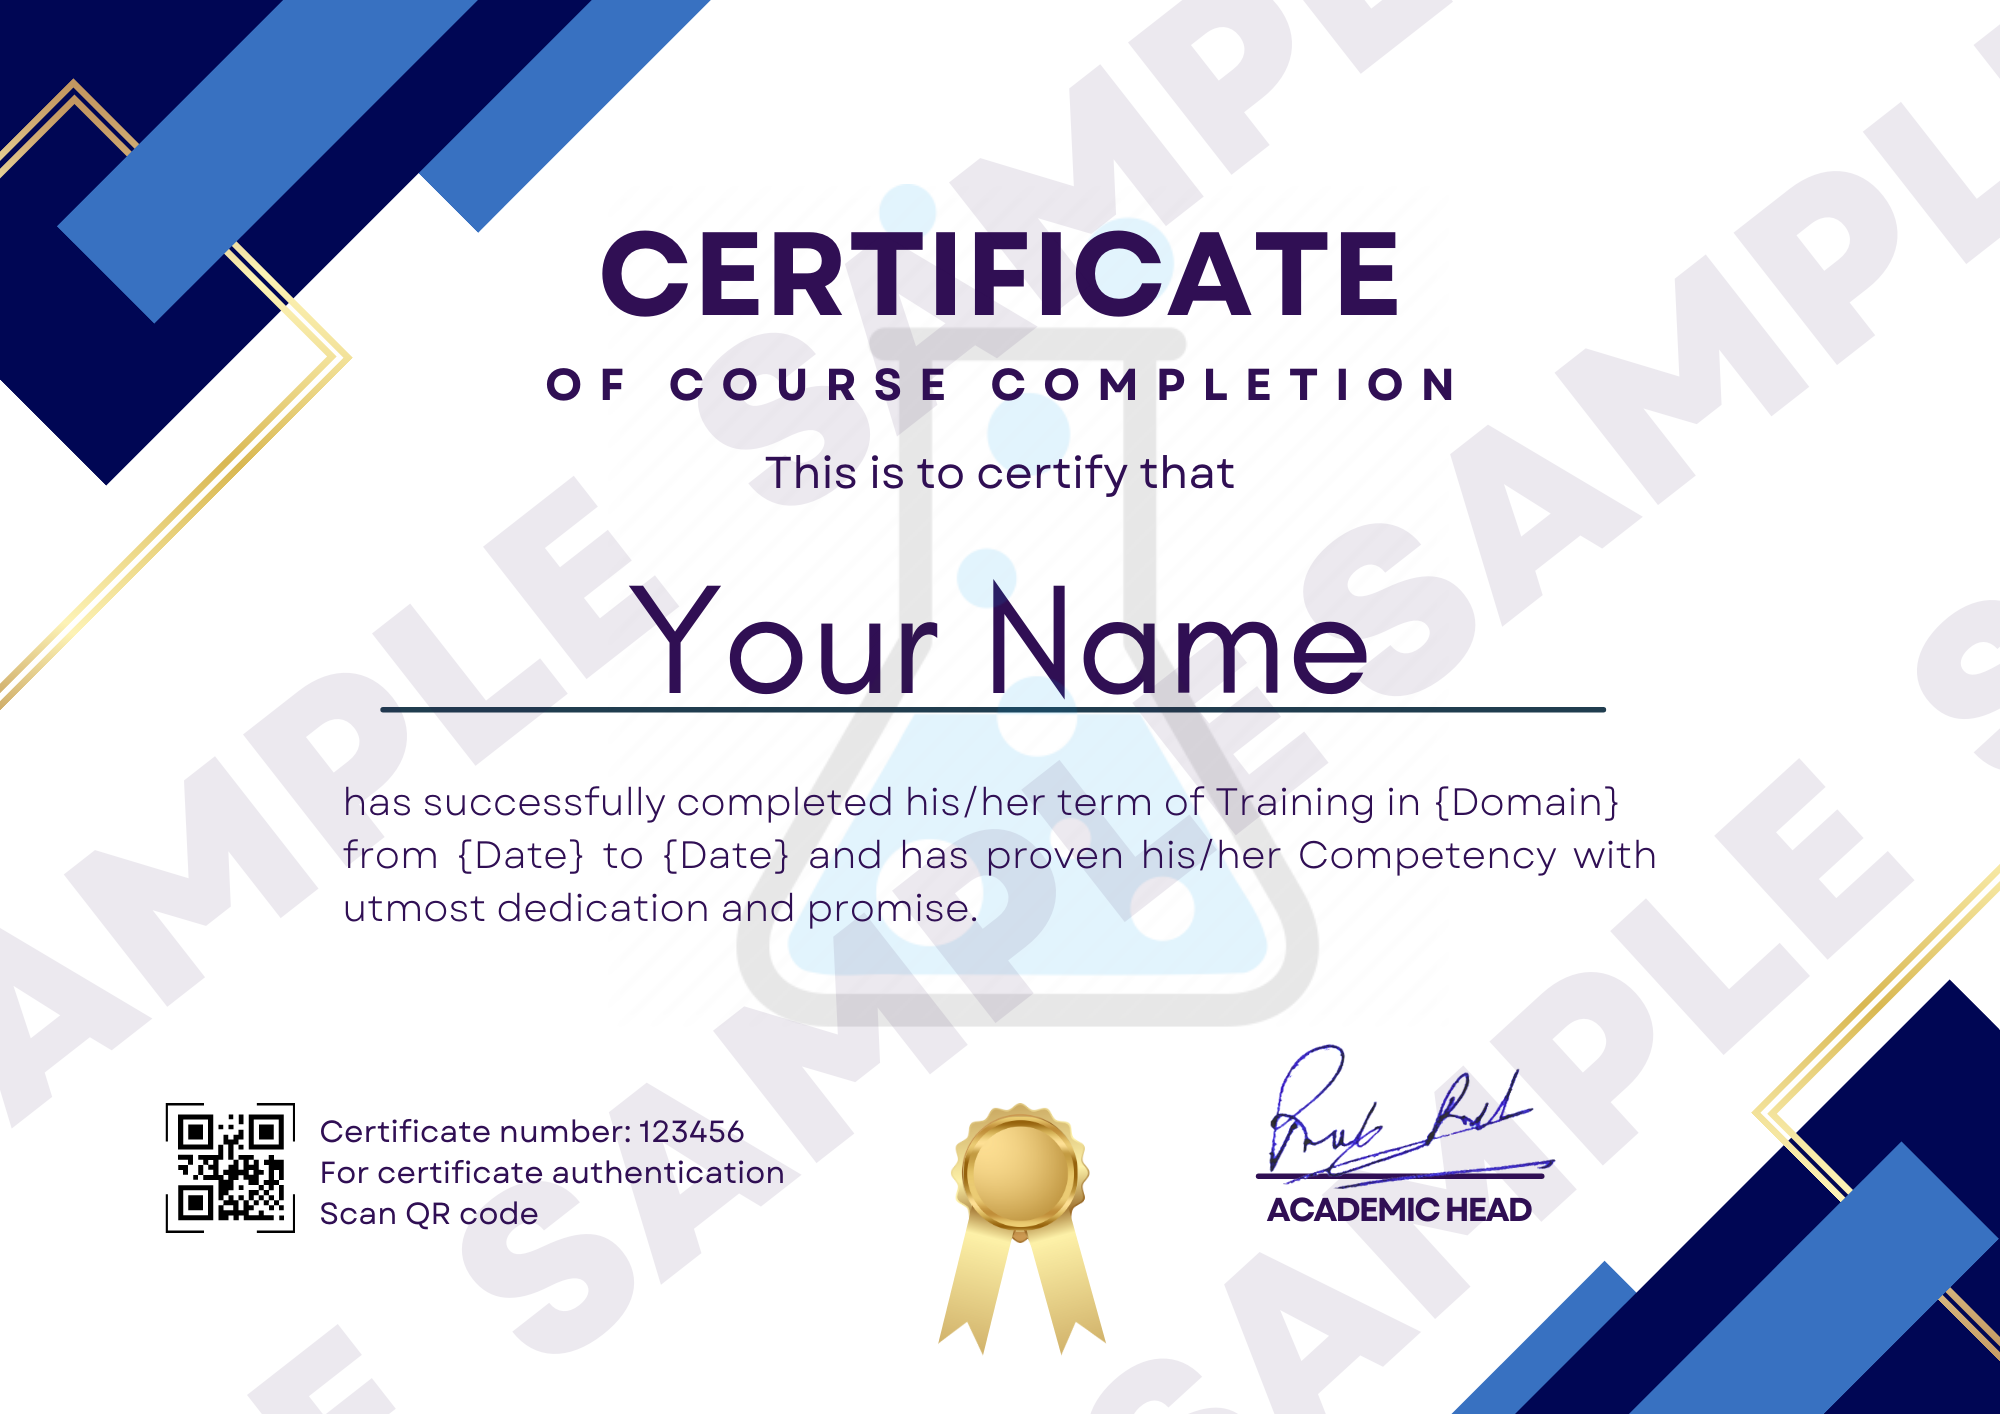 CERTIFICATE
OF COURSE COMPLETION
This is to certify that
Your Name
has successfully completed his/her term of Training in {Domain}
from {Date} to {Date} and has proven his/her Competency with
utmost dedication and promise.
Certificate number: 123456
For certificate authentication
Scan QR code
ACADEMIC HEAD
SAMPLE
SAMPLE
SAMPLE
SAMPLE
SAMPLE